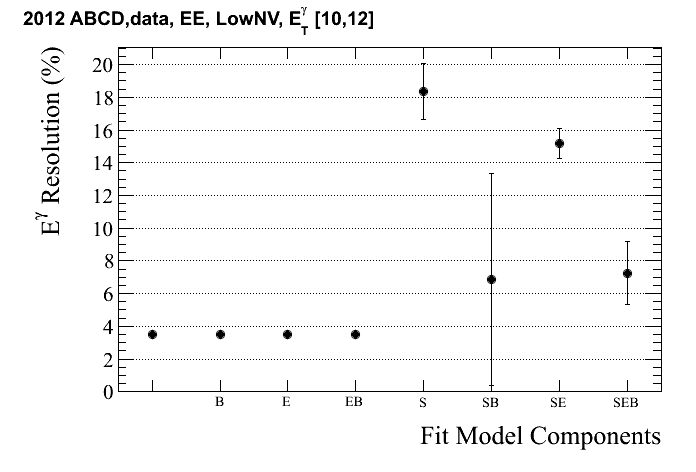 2012 ABCD,data, EE, LowNV, E_T^γ [10,12]
E^γ Resolution (%)
20
18
16
14
12
10
8
6
4
2
0
B E EB S SB SE SEB
Fit Model Components